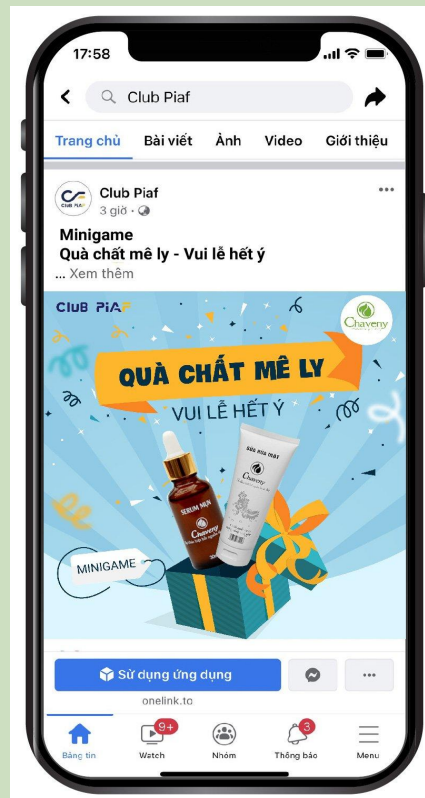 17:58
Club Piaf
Trang chủ Bài viết Ảnh Video Giới thiệu
Club Piaf
3 giờ
Minigame
Quà chất mê ly - Vui lễ hết ý
... Xem thêm
CluB PiAF
Chaveny
QUÀ CHẤT MÊ LY
VUI LỄ HẾT Ý
SỮA RỬA MẶT
Chaveny
SERUM MỤN
Chaveny
MINIGAME
Sử dụng ứng dụng
onelink.to
9+ 3
Bảng tin Watch Nhóm Thông báo Menu